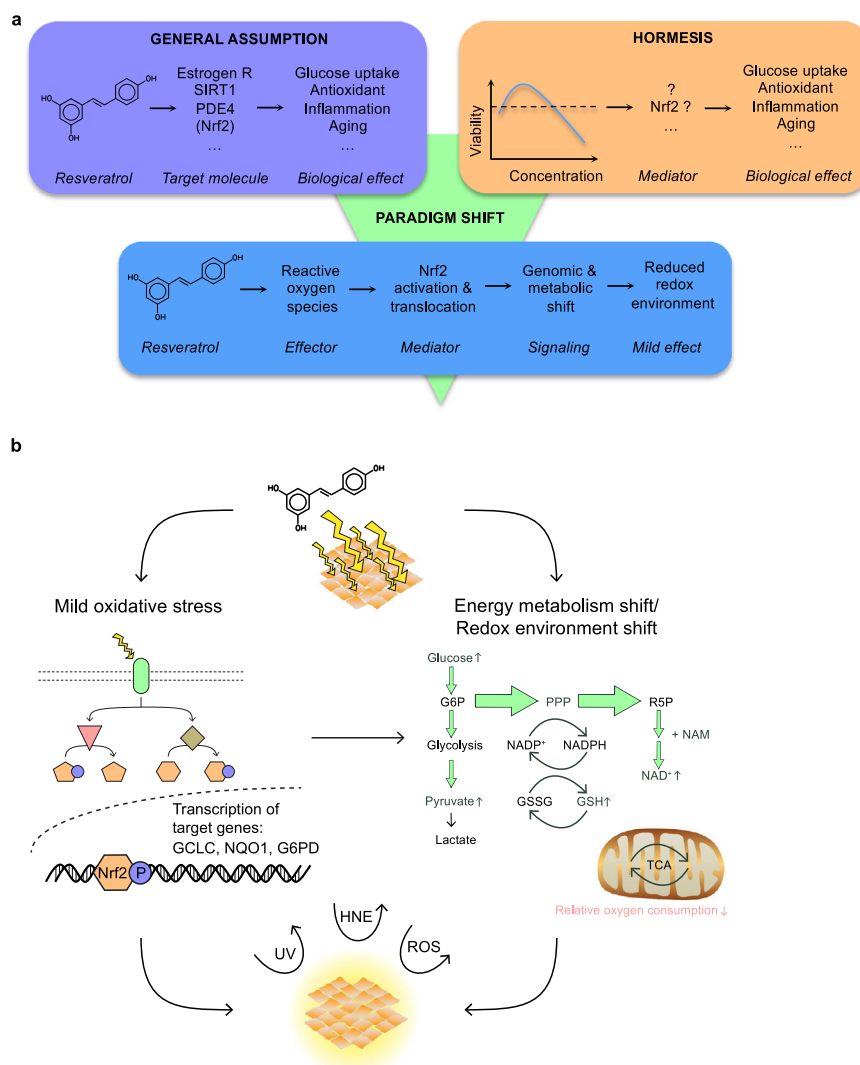 a
GENERAL ASSUMPTION
HO
OH
OH
Estrogen R
SIRT1
PDE4
(Nrf2)
…
Glucose uptake
Antioxidant
Inflammation
Aging
…
Resveratrol
Target molecule
Biological effect
HORMESIS
Viability
Concentration
?
Nrf2 ?
…
Glucose uptake
Antioxidant
Inflammation
Aging
…
Mediator
Biological effect
PARADIGM SHIFT
HO
OH
OH
Reactive
oxygen
species
Nrf2
activation &
translocation
Genomic &
metabolic
shift
Reduced
redox
environment
Resveratrol
Effector
Mediator
Signaling
Mild effect
b
HO
OH
OH
Mild oxidative stress
Energy metabolism shift/
Redox environment shift
Glucose↑
G6P
PPP
R5P
Glycolysis
NADP⁺
NADPH
+ NAM
NAD⁺↑
Pyruvate↑
GSSG
GSH↑
Lactate
Transcription of
target genes:
GCLC, NQO1, G6PD
Nrf2
P
TCA
Relative oxygen consumption ↓
UV
HNE
ROS